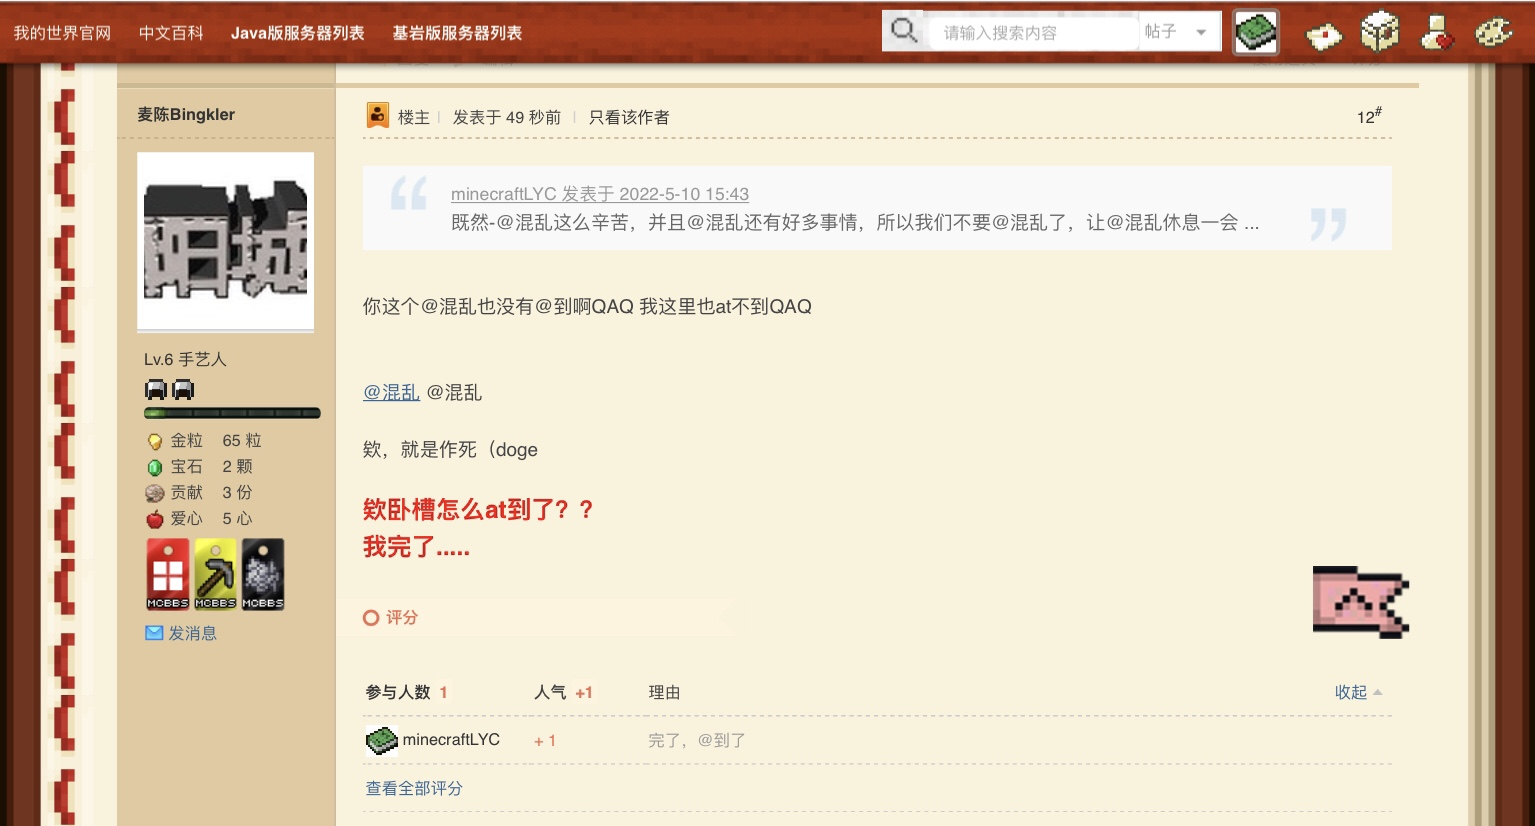 我的世界官网 中文百科 Java版服务器列表 基岩版服务器列表 请输入搜索内容 帖子
麦陈Bingkler
楼主 发表于 49 秒前 只看该作者 12#
minecraftLYC 发表于 2022-5-10 15:43
既然-@混乱这么辛苦，并且@混乱还有好多事情，所以我们不要@混乱了，让@混乱休息一会 ...
你这个@混乱也没有@到啊QAQ 我这里也at不到QAQ
Lv.6 手艺人
@混乱 @混乱
金粒 65 粒
欸，就是作死（doge
宝石 2 颗
贡献 3 份
欸卧槽怎么at到了？？
爱心 5 心
我完了.....
MCBBS MCBBS MCBBS
评分
发消息
参与人数 1 人气 +1 理由 收起
minecraftLYC + 1 完了，@到了
查看全部评分